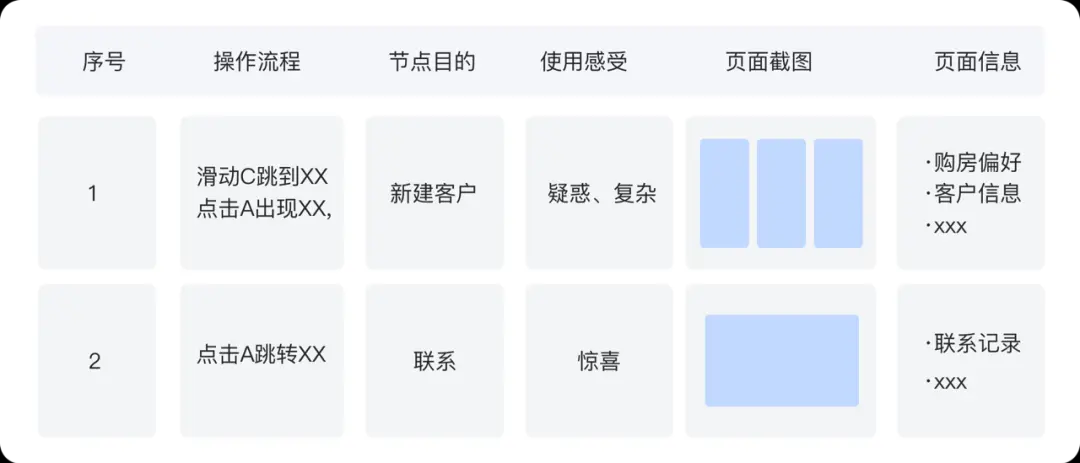 序号 操作流程 节点目的 使用感受 页面截图 页面信息
1
滑动C跳到XX
点击A出现XX,
新建客户
疑惑、复杂
·购房偏好
·客户信息
·xxx
2
点击A跳转XX
联系
惊喜
·联系记录
·xxx